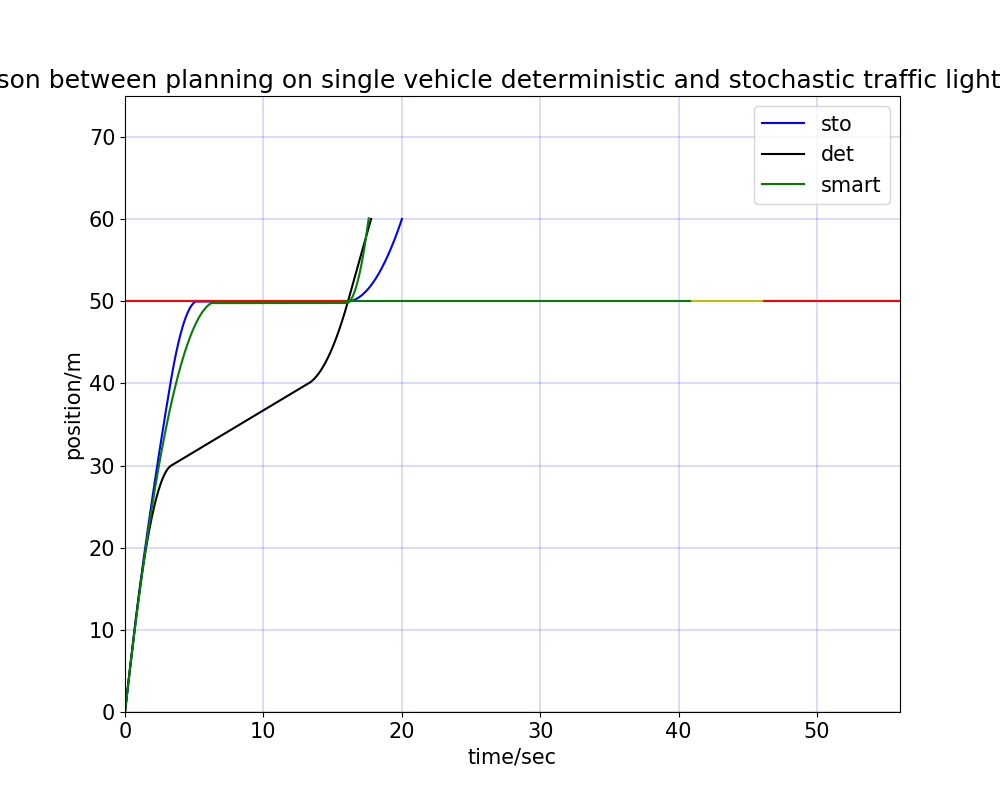 son between planning on single vehicle deterministic and stochastic traffic light
70
60
50
40
30
20
10
0
position/m
sto
det
smart
0 10 20 30 40 50
time/sec